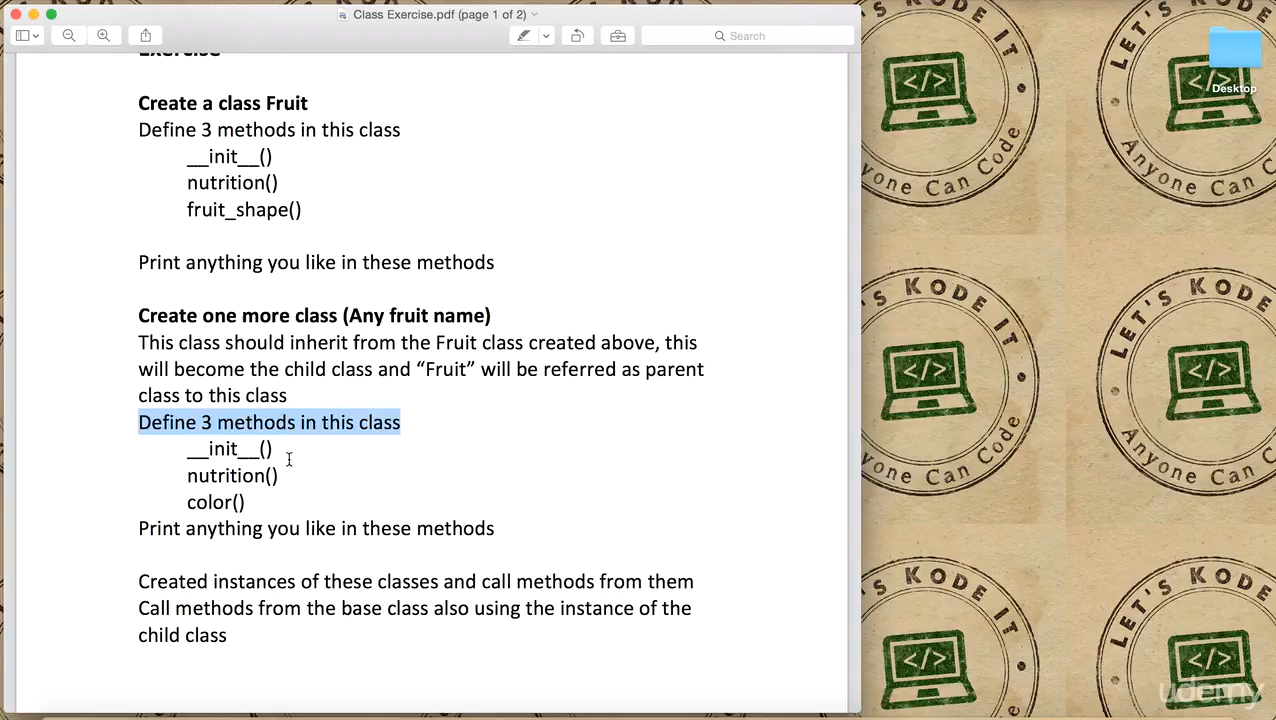 Class Exercise.pdf (page 1 of 2)
Search
Exercise
Create a class Fruit
Define 3 methods in this class
__init__()
nutrition()
fruit_shape()
Print anything you like in these methods
Create one more class (Any fruit name)
This class should inherit from the Fruit class created above, this
will become the child class and “Fruit” will be referred as parent
class to this class
Define 3 methods in this class
__init__()
nutrition()
color()
Print anything you like in these methods
Created instances of these classes and call methods from them
Call methods from the base class also using the instance of the
child class
Desktop
LET'S KODE IT
</>
Anyone Can Code
udemy